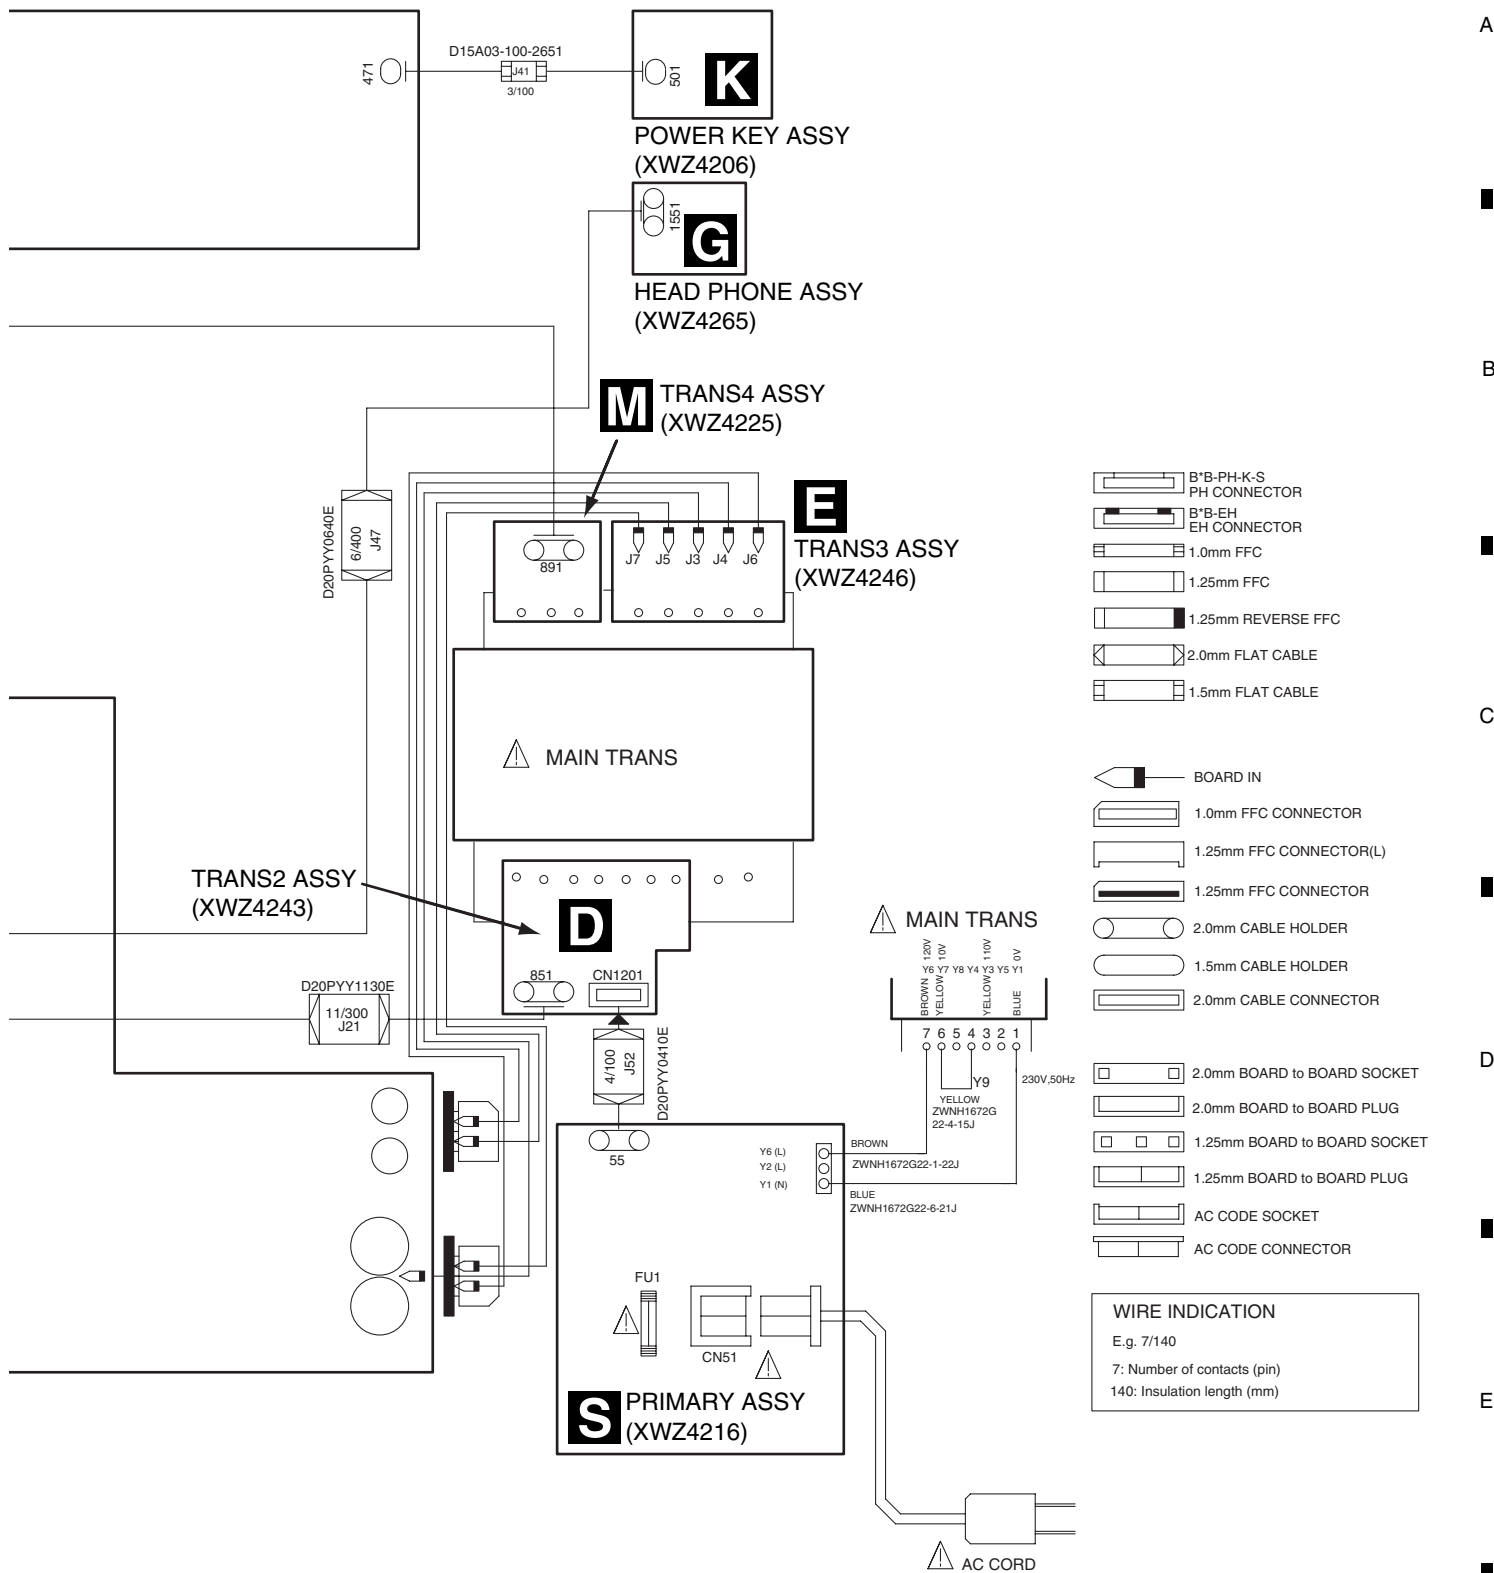 A
D15A03-100-2651
471
J41
3/100
501
K
POWER KEY ASSY
(XWZ4206)
1551
G
HEAD PHONE ASSY
(XWZ4265)
B
M
TRANS4 ASSY
(XWZ4225)
E
TRANS3 ASSY
(XWZ4246)
D20PYY0640E
6/400
J47
891
J7 J5 J3 J4 J6
B*B-PH-K-S
PH CONNECTOR
B*B-EH
EH CONNECTOR
1.0mm FFC
1.25mm FFC
1.25mm REVERSE FFC
2.0mm FLAT CABLE
1.5mm FLAT CABLE
C
MAIN TRANS
BOARD IN
1.0mm FFC CONNECTOR
1.25mm FFC CONNECTOR(L)
1.25mm FFC CONNECTOR
2.0mm CABLE HOLDER
1.5mm CABLE HOLDER
2.0mm CABLE CONNECTOR
TRANS2 ASSY
(XWZ4243)
D
851
CN1201
D20PYY1130E
11/300
J21
4/100
J52
D20PYY0410E
MAIN TRANS
120V 10V 110V 0V
Y6 Y7 Y8 Y4 Y3 Y5 Y1
BROWN YELLOW YELLOW BLUE
7 6 5 4 3 2 1
Y9
230V,50Hz
YELLOW
ZWNH1672G
22-4-15J
D
2.0mm BOARD to BOARD SOCKET
2.0mm BOARD to BOARD PLUG
1.25mm BOARD to BOARD SOCKET
1.25mm BOARD to BOARD PLUG
AC CODE SOCKET
AC CODE CONNECTOR
55
Y6 (L)
Y2 (L)
Y1 (N)
BROWN
ZWNH1672G22-1-22J
BLUE
ZWNH1672G22-6-21J
FU1
CN51
S
PRIMARY ASSY
(XWZ4216)
WIRE INDICATION
E.g. 7/140
7: Number of contacts (pin)
140: Insulation length (mm)
E
AC CORD